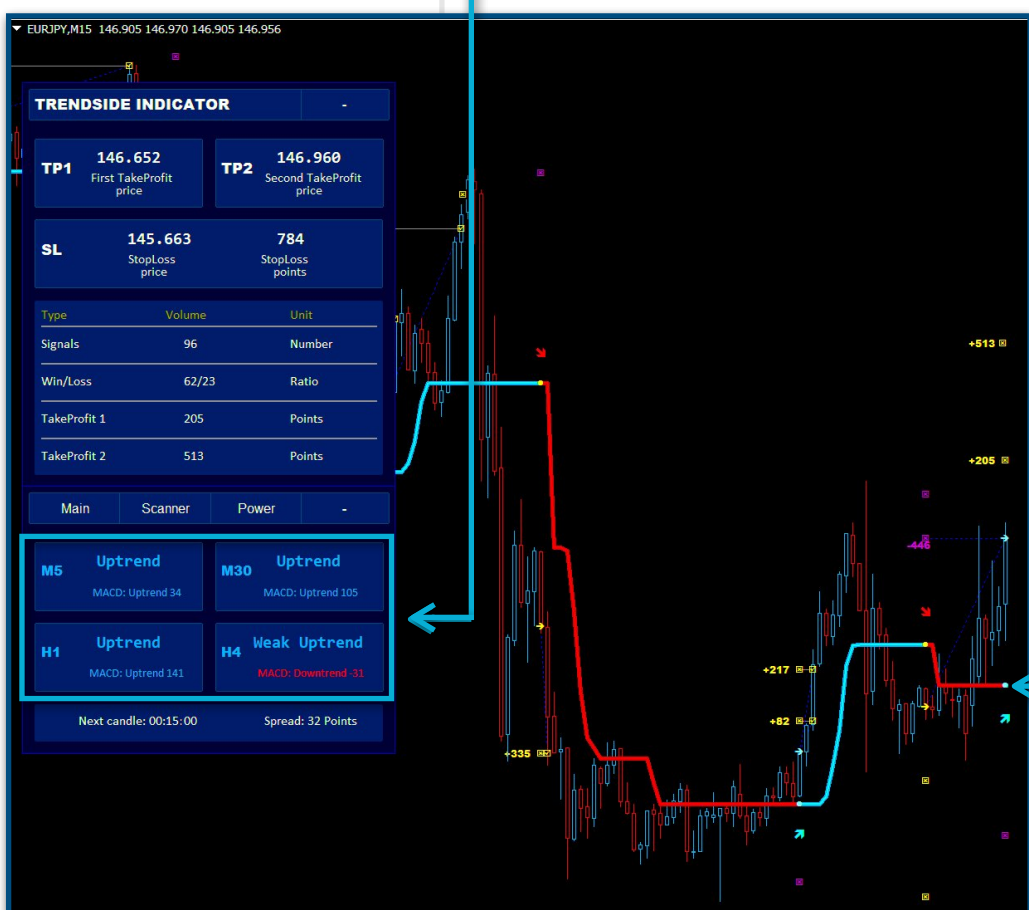 EURJPY,M15 146.905 146.970 146.905 146.956
TRENDSIDE INDICATOR -
TP1 146.652
First TakeProfit
price
TP2 146.960
Second TakeProfit
price
SL
145.663
StopLoss
price
784
StopLoss
points
Type Volume Unit
Signals 96 Number
Win/Loss 62/23 Ratio
TakeProfit 1 205 Points
TakeProfit 2 513 Points
Main Scanner Power -
M5 Uptrend
MACD: Uptrend 34
M30 Uptrend
MACD: Uptrend 105
H1 Uptrend
MACD: Uptrend 141
H4 Weak Uptrend
MACD: Downtrend -31
Next candle: 00:15:00 Spread: 32 Points
+513
+205
-446
+217
+82
+335